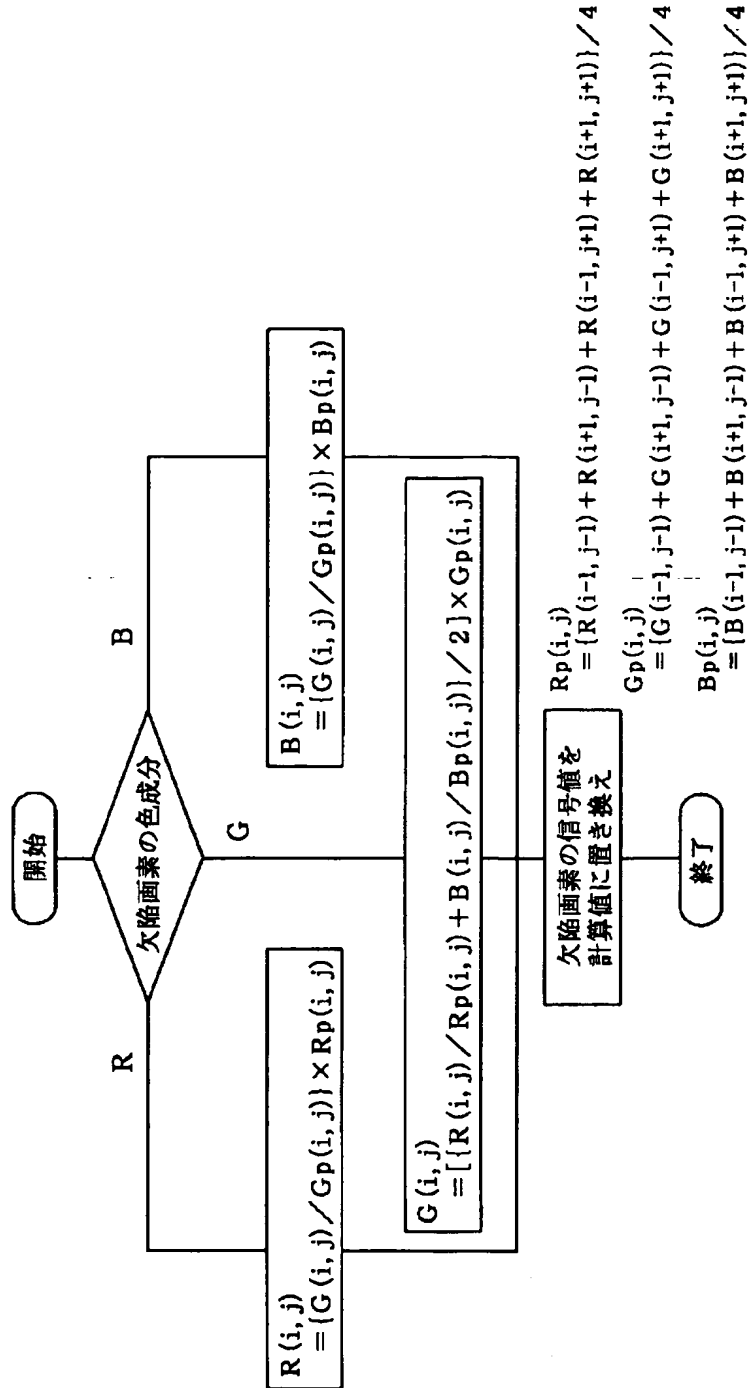 開始
欠陥画素の色成分
R
G
B
R(i,j)
={G(i,j)/Gp(i,j)}×Rp(i,j)
B(i,j)
={G(i,j)/Gp(i,j)}×Bp(i,j)
G(i,j)
=[{R(i,j)/Rp(i,j)+B(i,j)/Bp(i,j)}/2]×Gp(i,j)
欠陥画素の信号値を
計算値に置き換え
終了
Rp(i,j)
={R(i-1,j-1)+R(i+1,j-1)+R(i-1,j+1)+R(i+1,j+1)}/4
Gp(i,j)
={G(i-1,j-1)+G(i+1,j-1)+G(i-1,j+1)+G(i+1,j+1)}/4
Bp(i,j)
={B(i-1,j-1)+B(i+1,j-1)+B(i-1,j+1)+B(i+1,j+1)}/4